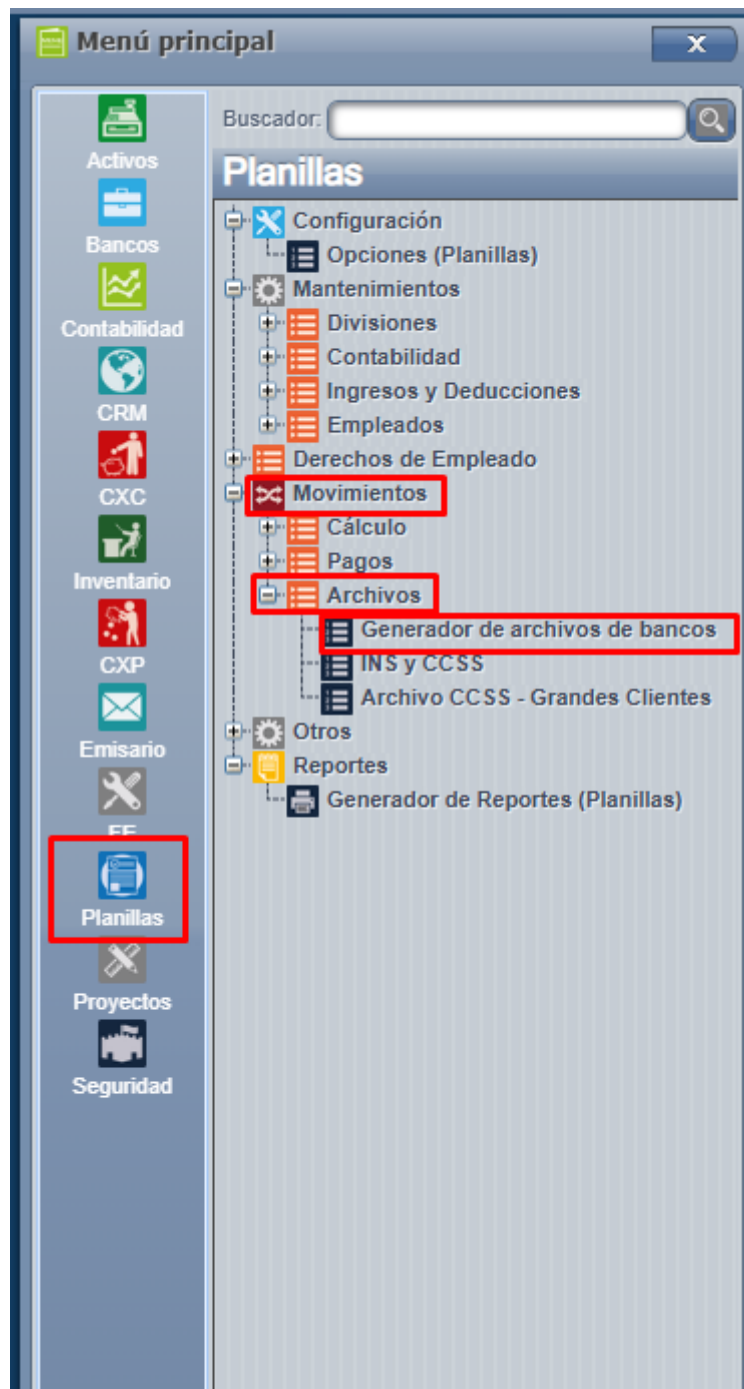 Menú principal
X
Activos
Bancos
Contabilidad
CRM
CXC
Inventario
CXP
Emisario
FE
Planillas
Proyectos
Seguridad
Buscador:
Planillas
Configuración
Opciones (Planillas)
Mantenimientos
Divisiones
Contabilidad
Ingresos y Deducciones
Empleados
Derechos de Empleado
Movimientos
Cálculo
Pagos
Archivos
Generador de archivos de bancos
INS y CCSS
Archivo CCSS - Grandes Clientes
Otros
Reportes
Generador de Reportes (Planillas)